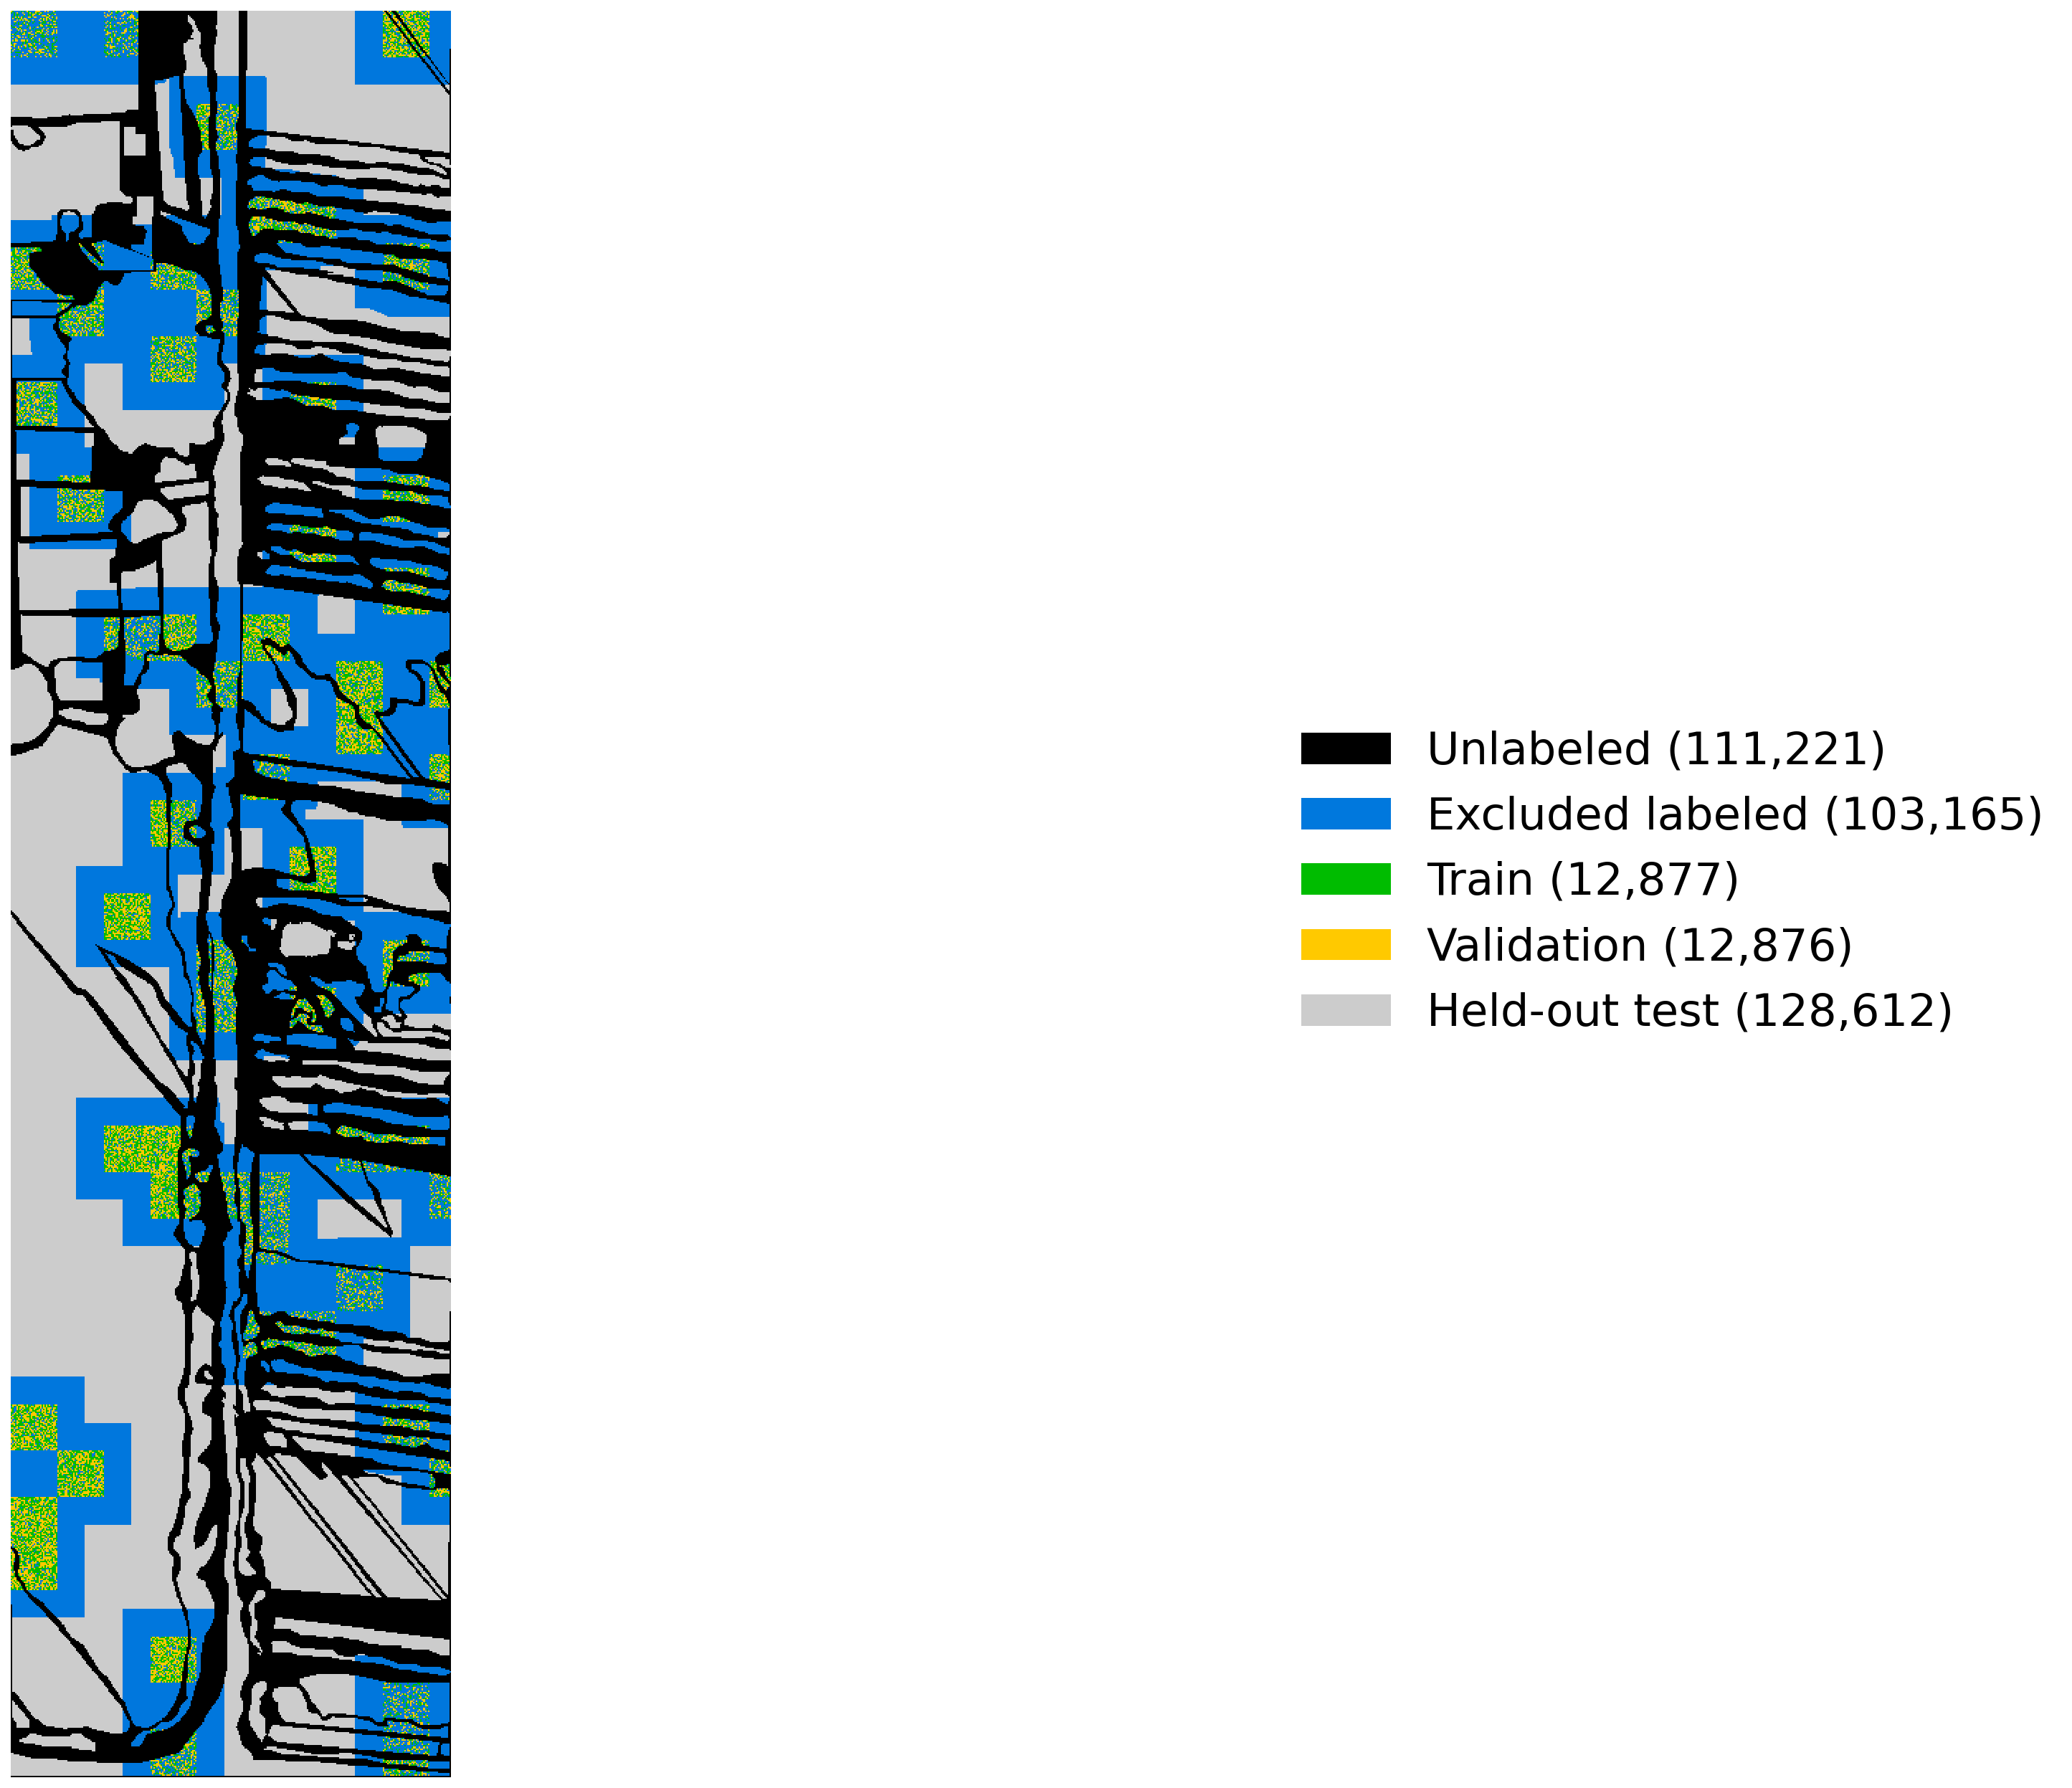 Unlabeled (111,221)
Excluded labeled (103,165)
Train (12,877)
Validation (12,876)
Held-out test (128,612)